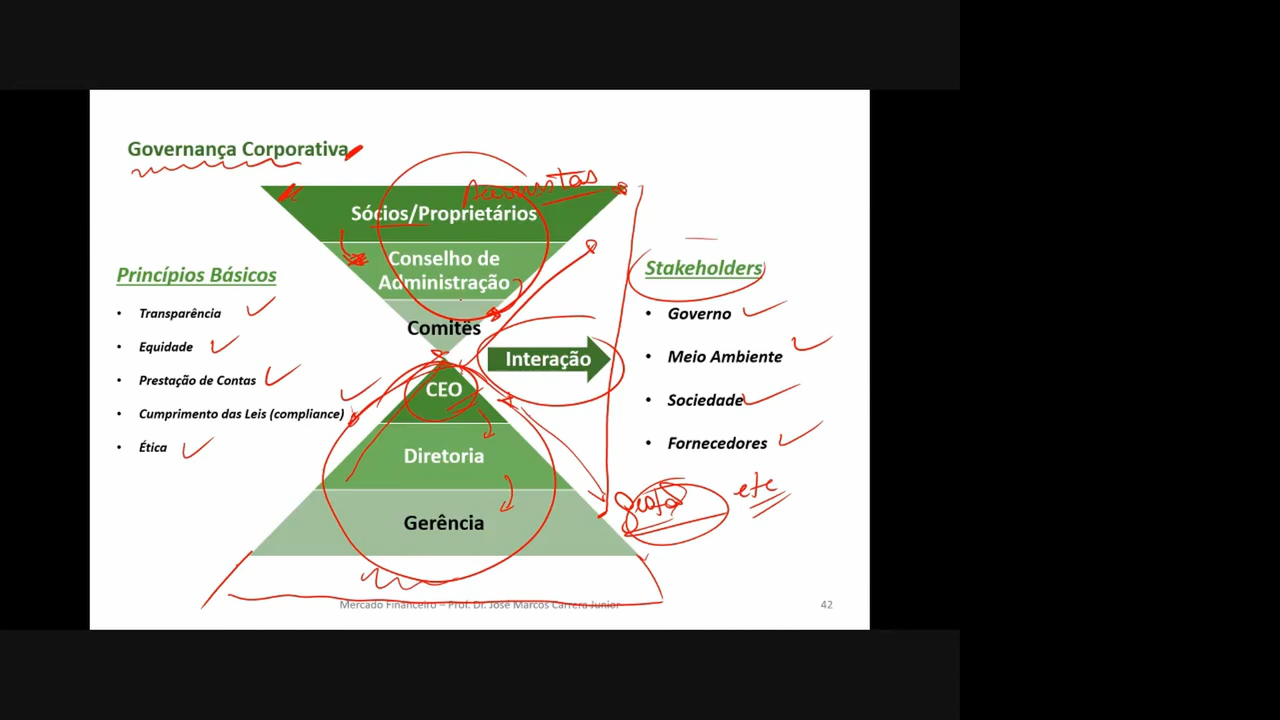 Governança Corporativa
Acionistas
Sócios/Proprietários
Conselho de
Administração
Comitês
CEO
Diretoria
Gerência
Princípios Básicos
• Transparência
• Equidade
• Prestação de Contas
• Cumprimento das Leis (compliance)
• Ética
Interação
Stakeholders
• Governo
• Meio Ambiente
• Sociedade
• Fornecedores
etc
Mercado Financeiro – Prof. Dr. José Marcos Carrera Junior
42